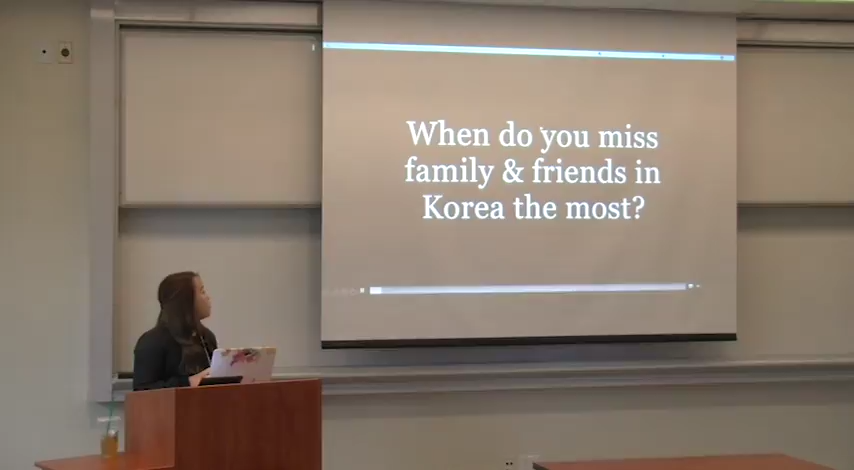 When do you miss
family & friends in
Korea the most?